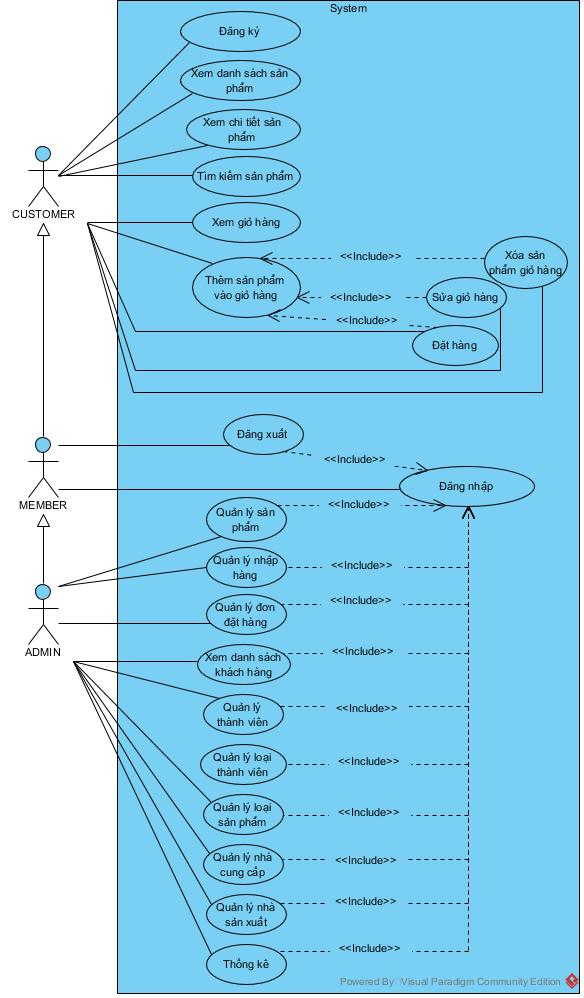 System
Đăng ký
Xem danh sách sản
phẩm
Xem chi tiết sản
phẩm
Tìm kiếm sản phẩm
CUSTOMER
Xem giỏ hàng
Thêm sản phẩm
vào giỏ hàng
<<Include>>
Xóa sản
phẩm giỏ hàng
<<Include>>
Sửa giỏ hàng
<<Include>>
Đặt hàng
Đăng xuất
<<Include>>
MEMBER
Đăng nhập
Quản lý sản
phẩm
<<Include>>
Quản lý nhập
hàng
<<Include>>
Quản lý đơn
đặt hàng
<<Include>>
ADMIN
Xem danh sách
khách hàng
<<Include>>
Quản lý
thành viên
<<Include>>
Quản lý loại
thành viên
<<Include>>
Quản lý loại
sản phẩm
<<Include>>
Quản lý nhà
cung cấp
<<Include>>
Quản lý nhà
sản xuất
<<Include>>
Thống kê
<<Include>>
Powered By Visual Paradigm Community Edition